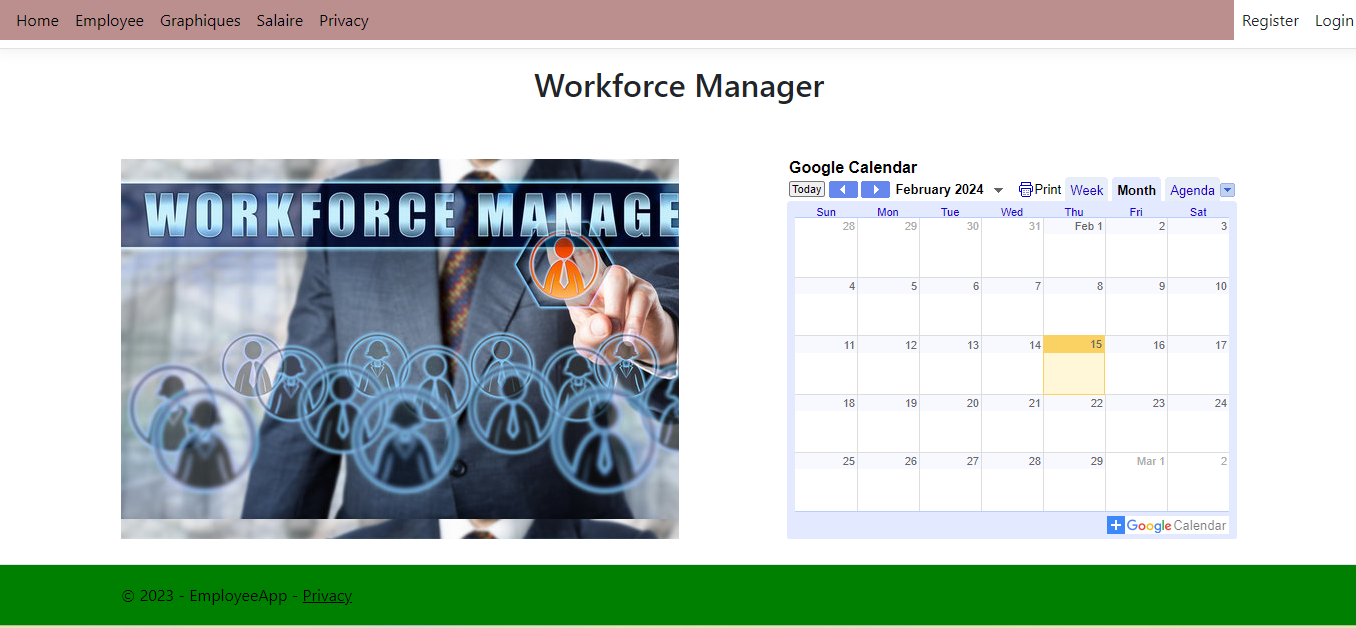 Home Employee Graphiques Salaire Privacy Register Login
Workforce Manager
WORKFORCE MANAGE
Google Calendar
Today February 2024 Print Week Month Agenda
Sun Mon Tue Wed Thu Fri Sat
28 29 30 31 Feb 1 2 3
4 5 6 7 8 9 10
11 12 13 14 15 16 17
18 19 20 21 22 23 24
25 26 27 28 29 Mar 1 2
Google Calendar
© 2023 - EmployeeApp - Privacy